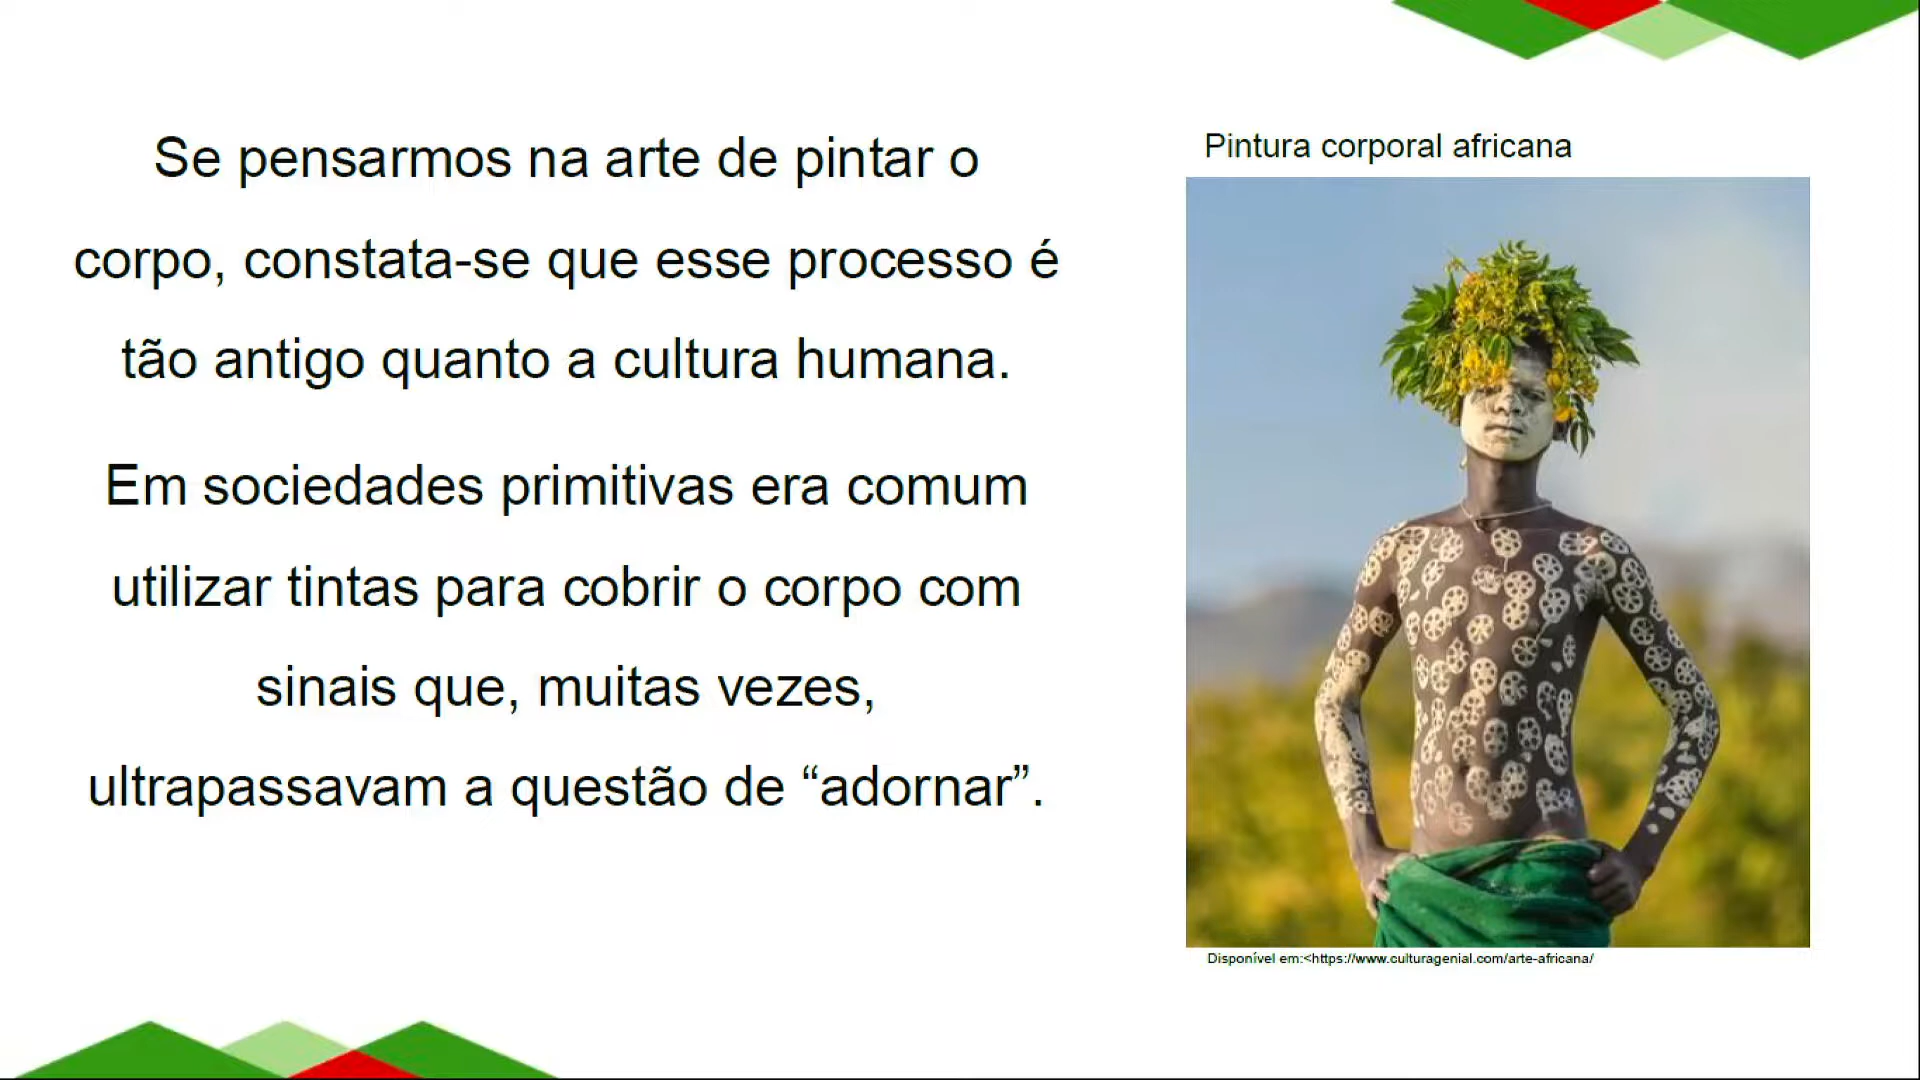 Se pensarmos na arte de pintar o
corpo, constata-se que esse processo é
tão antigo quanto a cultura humana.
Em sociedades primitivas era comum
utilizar tintas para cobrir o corpo com
sinais que, muitas vezes,
ultrapassavam a questão de “adornar”.
Pintura corporal africana
Disponível em:<https://www.culturagenial.com/arte-africana/